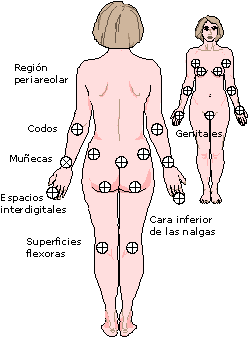 Región
periareolar
Codos
Genitales
Muñecas
Espacios
interdigitales
Cara inferior
de las nalgas
Superficies
flexoras